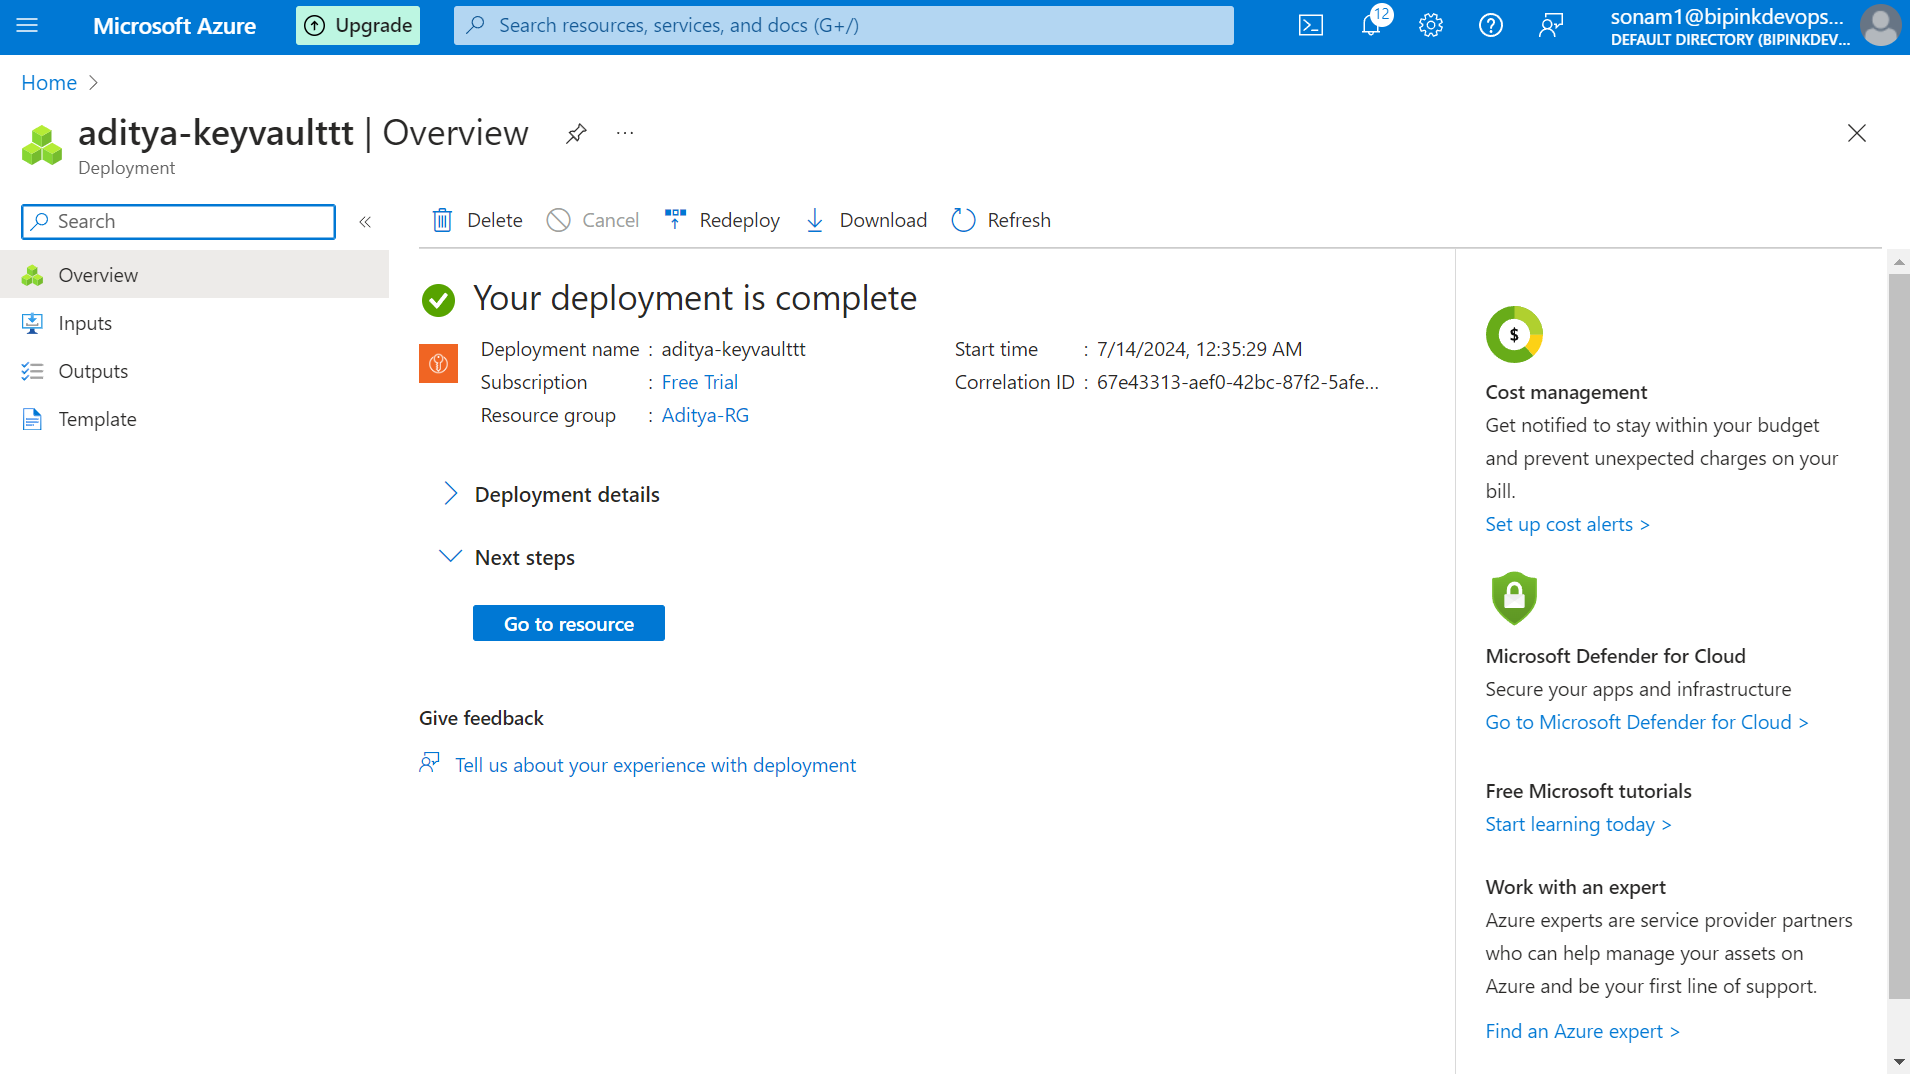 Microsoft Azure
Upgrade
Search resources, services, and docs (G+/)
12
sonam1@bipinkdevops...
DEFAULT DIRECTORY (BIPINKDEV...
Home
aditya-keyvaulttt | Overview
...
Deployment
Search
«
Delete
Cancel
Redeploy
Download
Refresh
Overview
Inputs
Outputs
Template
Your deployment is complete
Deployment name : aditya-keyvaulttt
Subscription : Free Trial
Resource group : Aditya-RG
Start time : 7/14/2024, 12:35:29 AM
Correlation ID : 67e43313-aef0-42bc-87f2-5afe...
Deployment details
Next steps
Go to resource
Give feedback
Tell us about your experience with deployment
$
Cost management
Get notified to stay within your budget
and prevent unexpected charges on your
bill.
Set up cost alerts >
Microsoft Defender for Cloud
Secure your apps and infrastructure
Go to Microsoft Defender for Cloud >
Free Microsoft tutorials
Start learning today >
Work with an expert
Azure experts are service provider partners
who can help manage your assets on
Azure and be your first line of support.
Find an Azure expert >